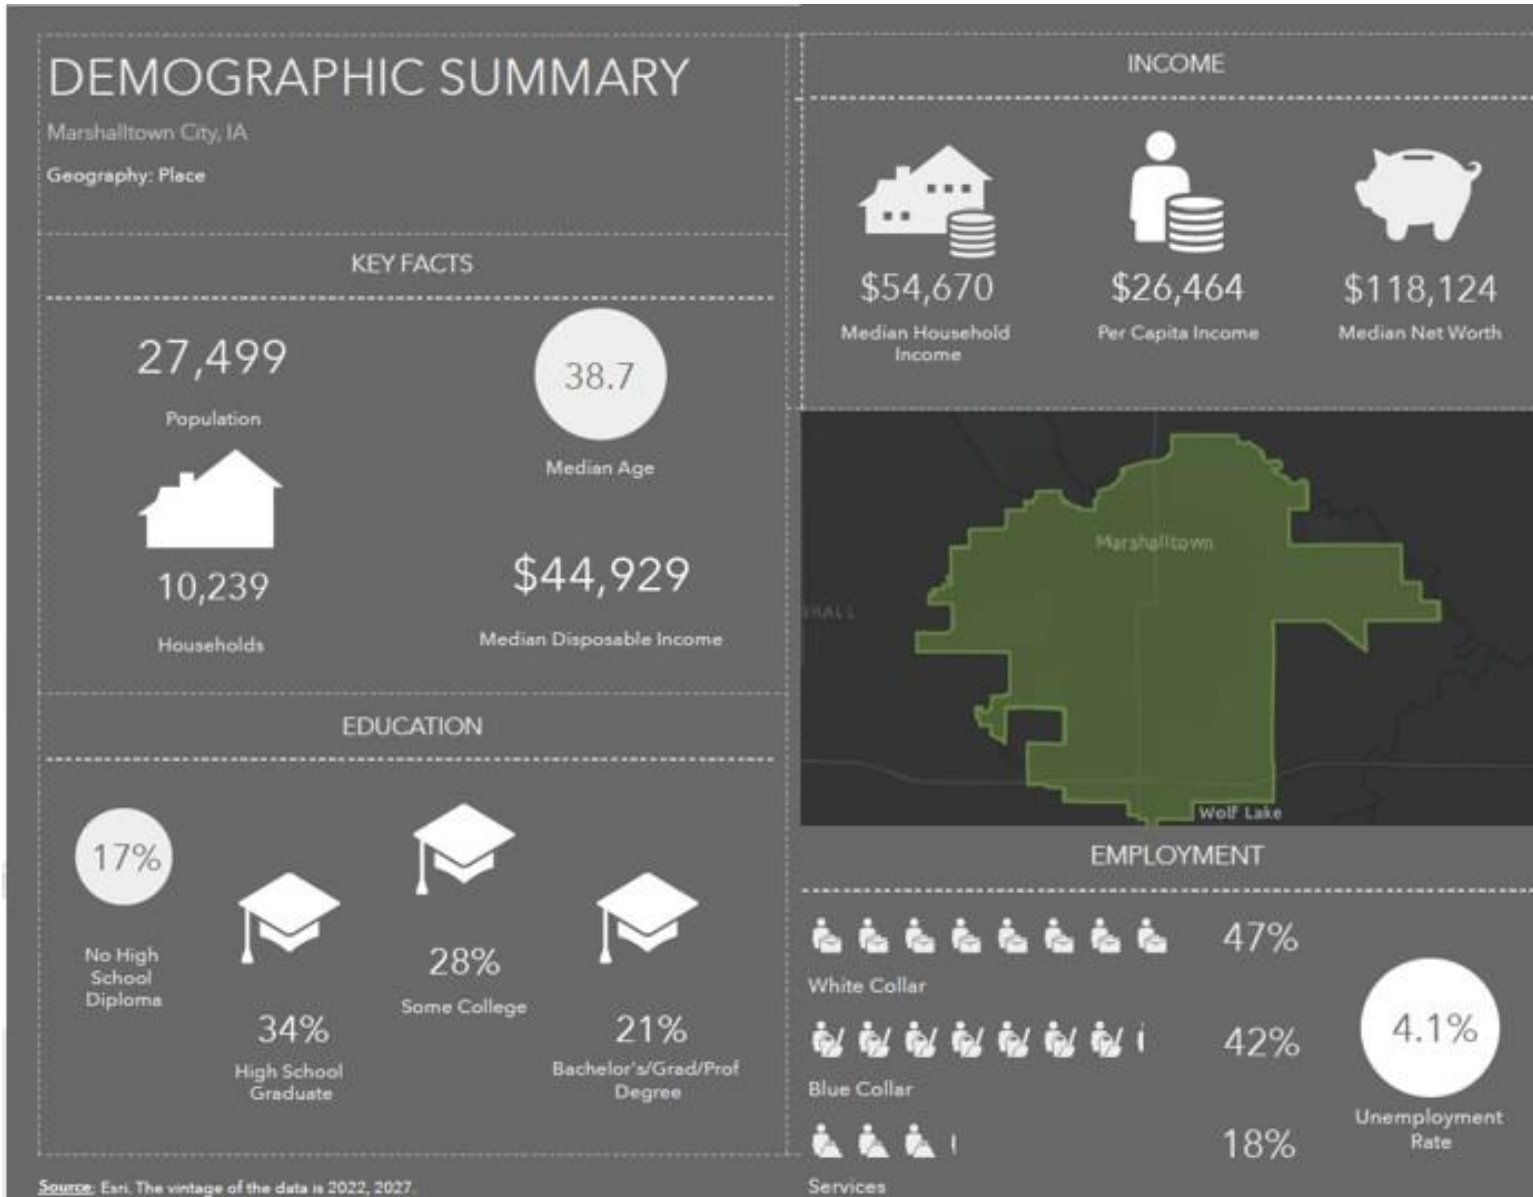 DEMOGRAPHIC SUMMARY
Marshalltown City, IA
Geography: Place
KEY FACTS
27,499
Population
38.7
Median Age
10,239
Households
$44,929
Median Disposable Income
EDUCATION
17%
No High
School
Diploma
34%
High School
Graduate
28%
Some College
21%
Bachelor's/Grad/Prof
Degree
Source: Esri. The vintage of the data is 2022, 2027.
INCOME
$54,670
Median Household
Income
$26,464
Per Capita Income
$118,124
Median Net Worth
Marshalltown
Wolf Lake
EMPLOYMENT
47%
White Collar
42%
Blue Collar
18%
Services
4.1%
Unemployment
Rate